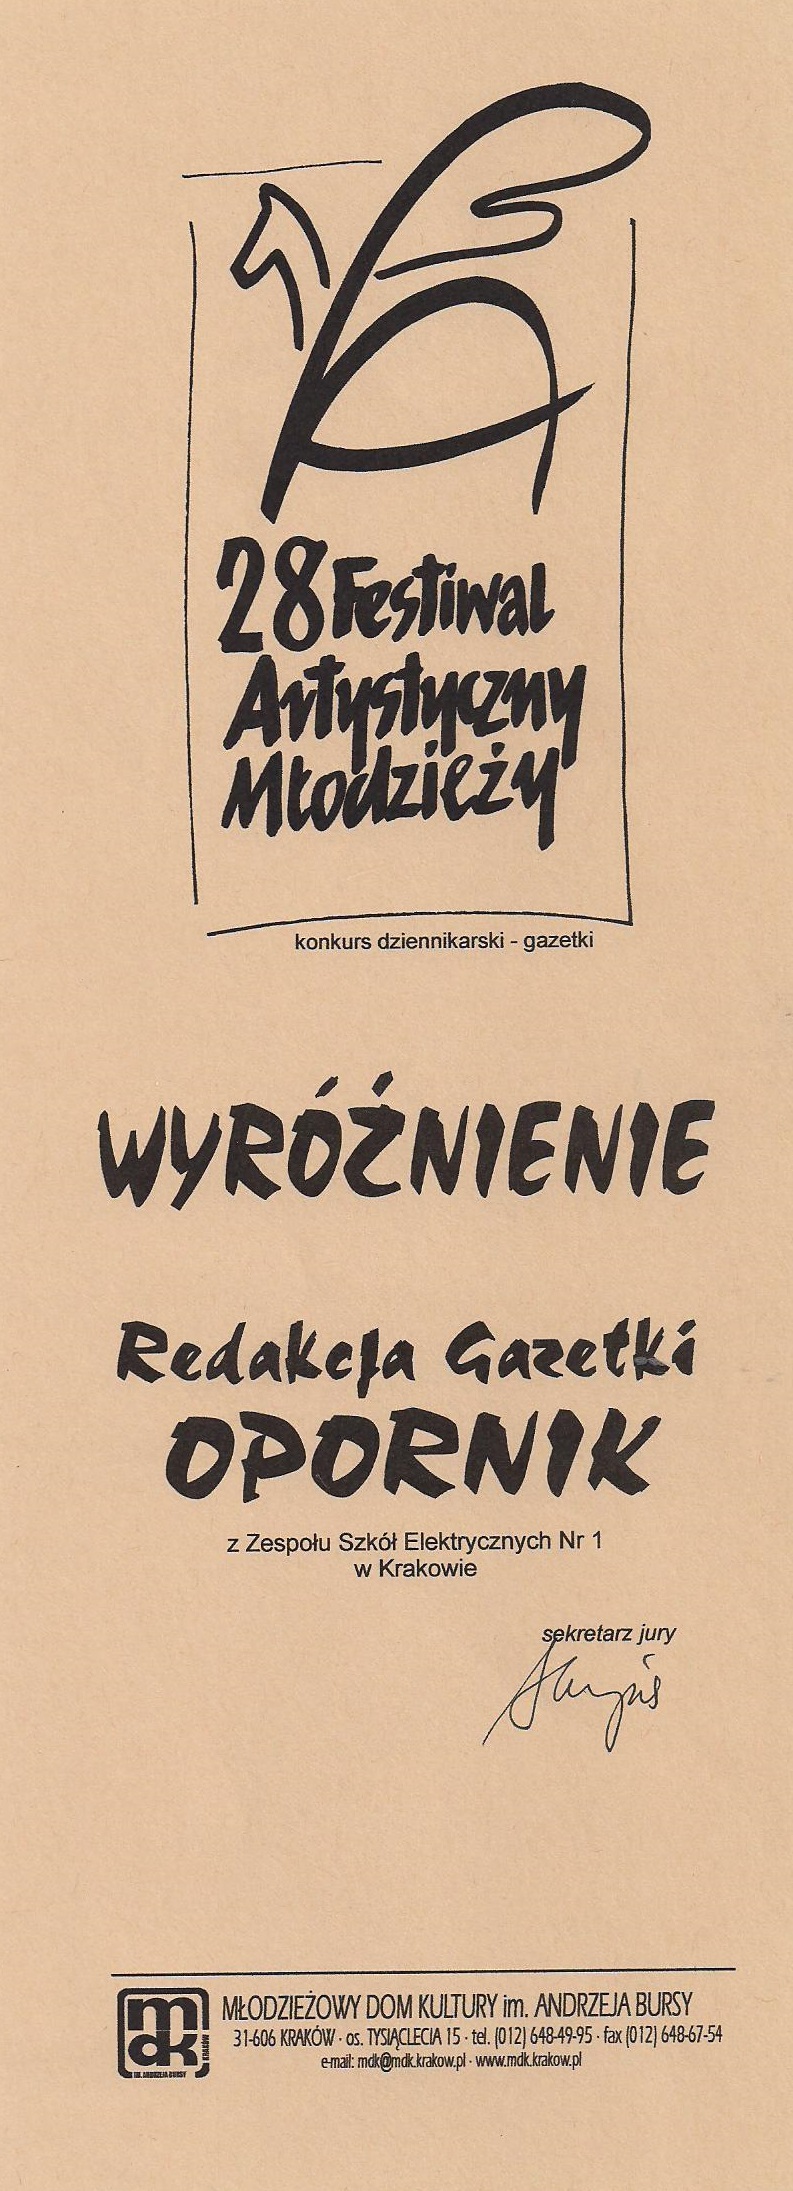 28 Festiwal
Artystyczny
Młodzieży
konkurs dziennikarski - gazetki
WYRÓŹNIENIE
Redakcja Gazetki
OPORNIK
z Zespołu Szkół Elektrycznych Nr 1
w Krakowie
sekretarz jury
mdk
KRAKÓW
IM. ANDRZEJA BURSY
MŁODZIEŻOWY DOM KULTURY im. ANDRZEJA BURSY
31-606 KRAKÓW · os. TYSIĄCLECIA 15 · tel. (012) 648-49-95 · fax (012) 648-67-54
e-mail: mdk@mdk.krakow.pl · www.mdk.krakow.pl